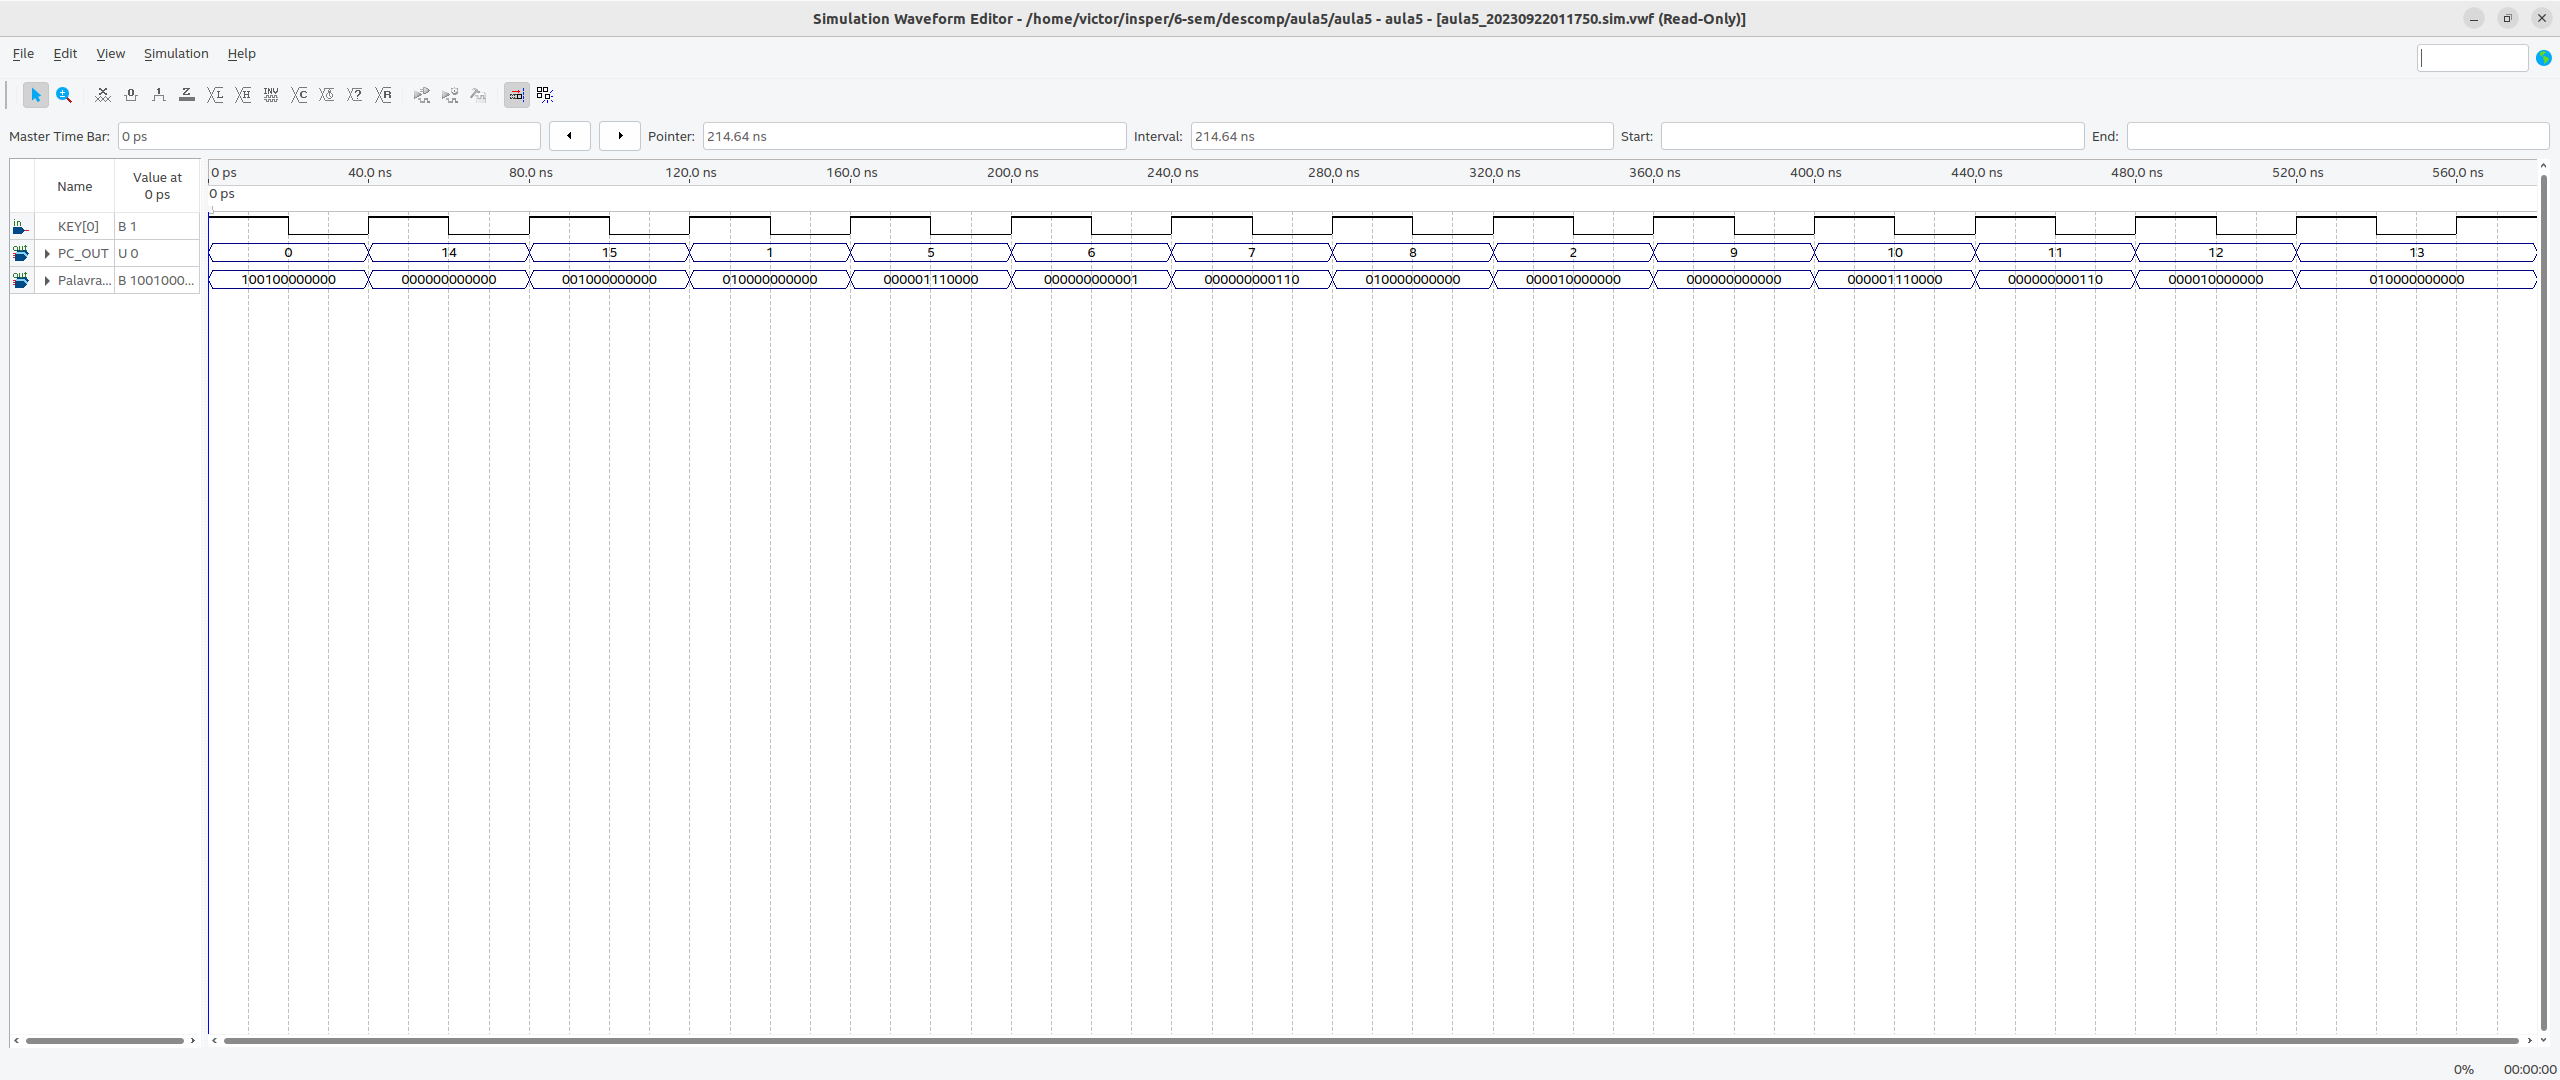 Simulation Waveform Editor - /home/victor/insper/6-sem/descomp/aula5/aula5 - aula5 - [aula5_20230922011750.sim.vwf (Read-Only)]
File Edit View Simulation Help
Master Time Bar: 0 ps Pointer: 214.64 ns Interval: 214.64 ns Start: End:
Name Value at 0 ps
0 ps 40.0 ns 80.0 ns 120.0 ns 160.0 ns 200.0 ns 240.0 ns 280.0 ns 320.0 ns 360.0 ns 400.0 ns 440.0 ns 480.0 ns 520.0 ns 560.0 ns
0 ps
in KEY[0] B 1
out PC_OUT U 0 0 14 15 1 5 6 7 8 2 9 10 11 12 13
out Palavra... B 1001000... 100100000000 000000000000 001000000000 010000000000 000001110000 000000000001 000000000110 010000000000 000010000000 000000000000 000001110000 000000000110 000010000000 010000000000
0% 00:00:00